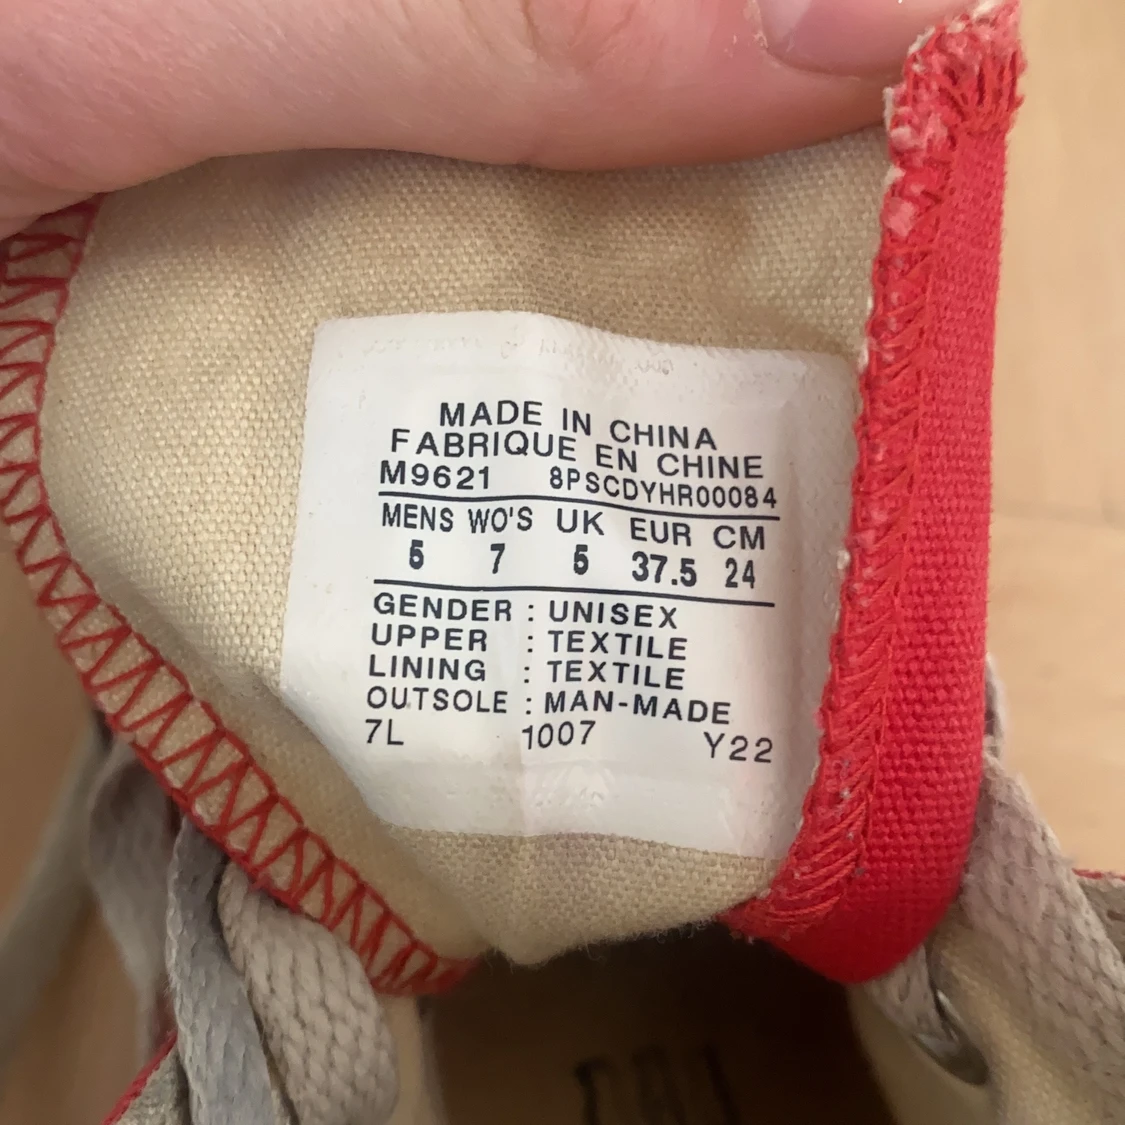 MADE IN CHINA
FABRIQUE EN CHINE
M9621 8PSCDYHR00084
MENS WO'S UK EUR CM
5 7 5 37.5 24
GENDER : UNISEX
UPPER : TEXTILE
LINING : TEXTILE
OUTSOLE : MAN-MADE
7L 1007 Y22